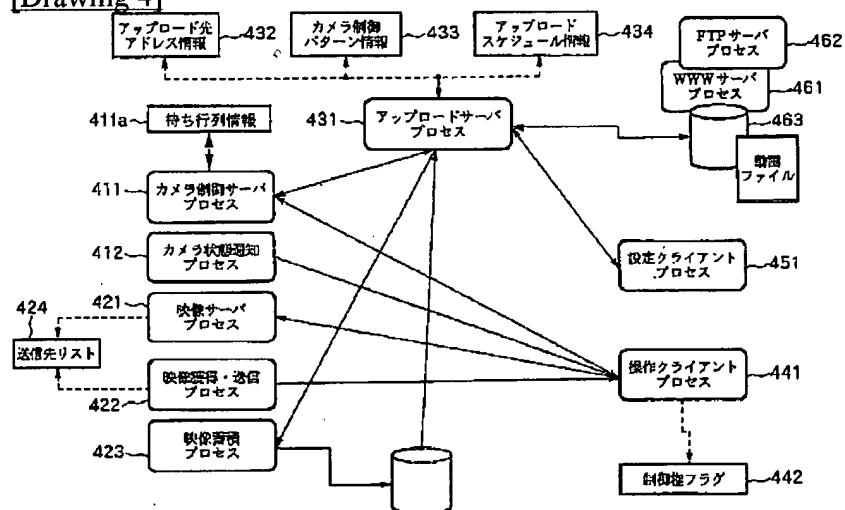 [Drawing 4]
アップロード先
アドレス情報
432
カメラ制御
パターン情報
433
アップロード
スケジュール情報
434
FTPサーバ
プロセス
462
WWWサーバ
プロセス
461
463
動画
ファイル
411a
待ち行列情報
431
アップロードサーバ
プロセス
411
カメラ制御サーバ
プロセス
412
カメラ状態通知
プロセス
設定クライアント
プロセス
451
421
映像サーバ
プロセス
424
送信先リスト
映像獲得・送信
プロセス
422
操作クライアント
プロセス
441
映像蓄積
プロセス
423
制御権フラグ
442